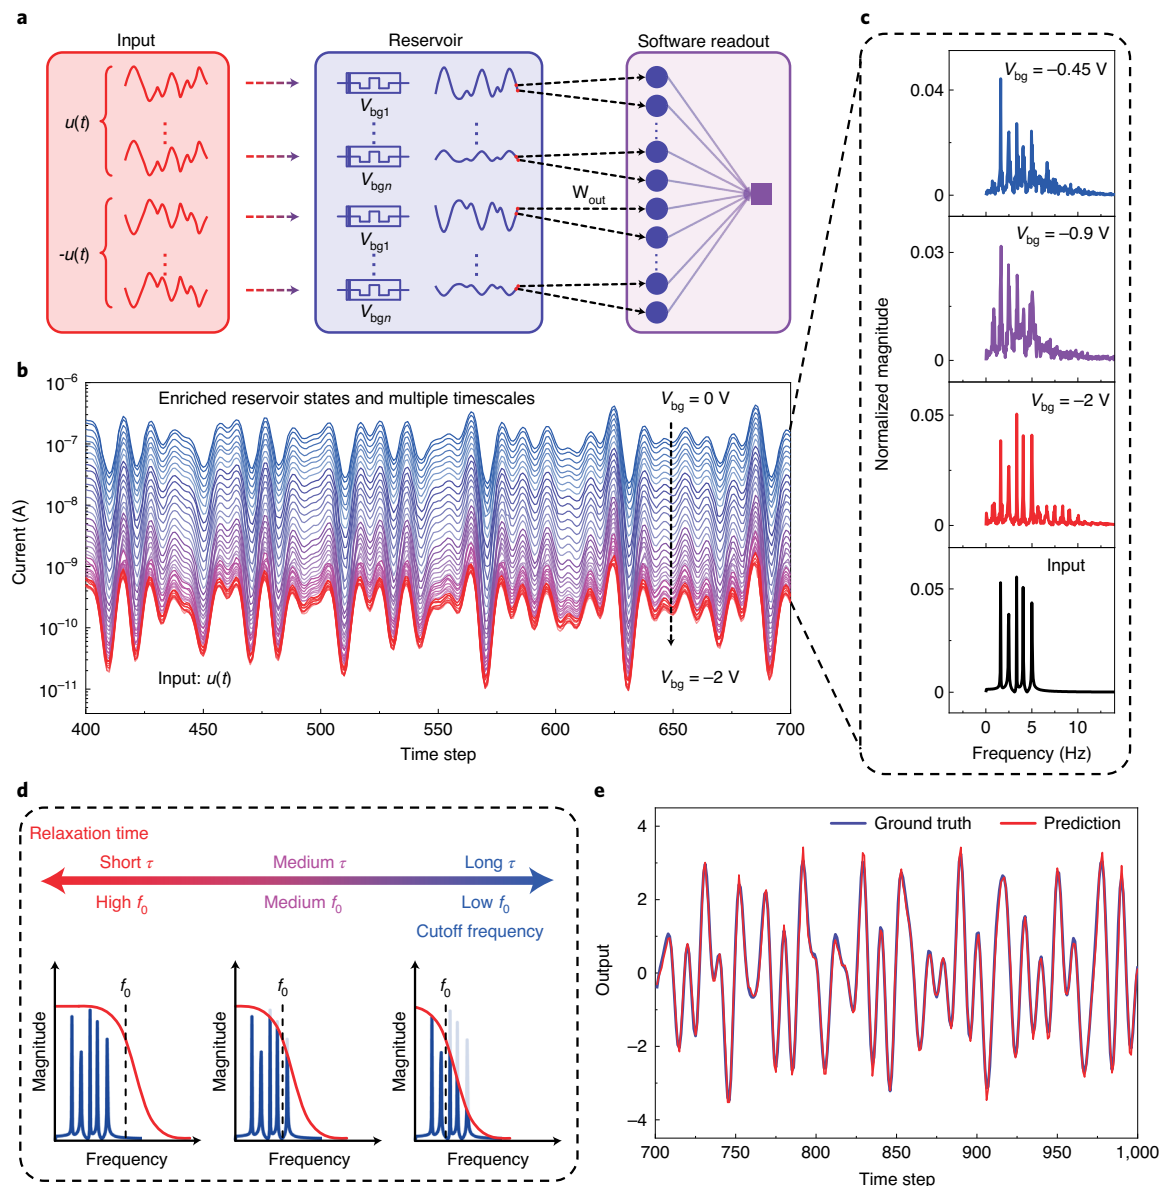 a
Input
Reservoir
Software readout
u(t)
-u(t)
Vbg1
Vbgn
Vbg1
Vbgn
Wout
b
Enriched reservoir states and multiple timescales
Vbg = 0 V
Input: u(t)
Vbg = –2 V
Current (A)
10–6
10–7
10–8
10–9
10–10
10–11
400 450 500 550 600 650 700
Time step
c
Vbg = –0.45 V
0.04
0
Vbg = –0.9 V
0.03
0
Vbg = –2 V
0.05
0
Input
0.05
0
Normalized magnitude
0 5 10
Frequency (Hz)
d
Relaxation time
Short τ Medium τ Long τ
High f0 Medium f0 Low f0
Cutoff frequency
f0 f0 f0
Magnitude Magnitude Magnitude
Frequency Frequency Frequency
e
Ground truth Prediction
Output
4
2
0
–2
–4
700 750 800 850 900 950 1,000
Time step